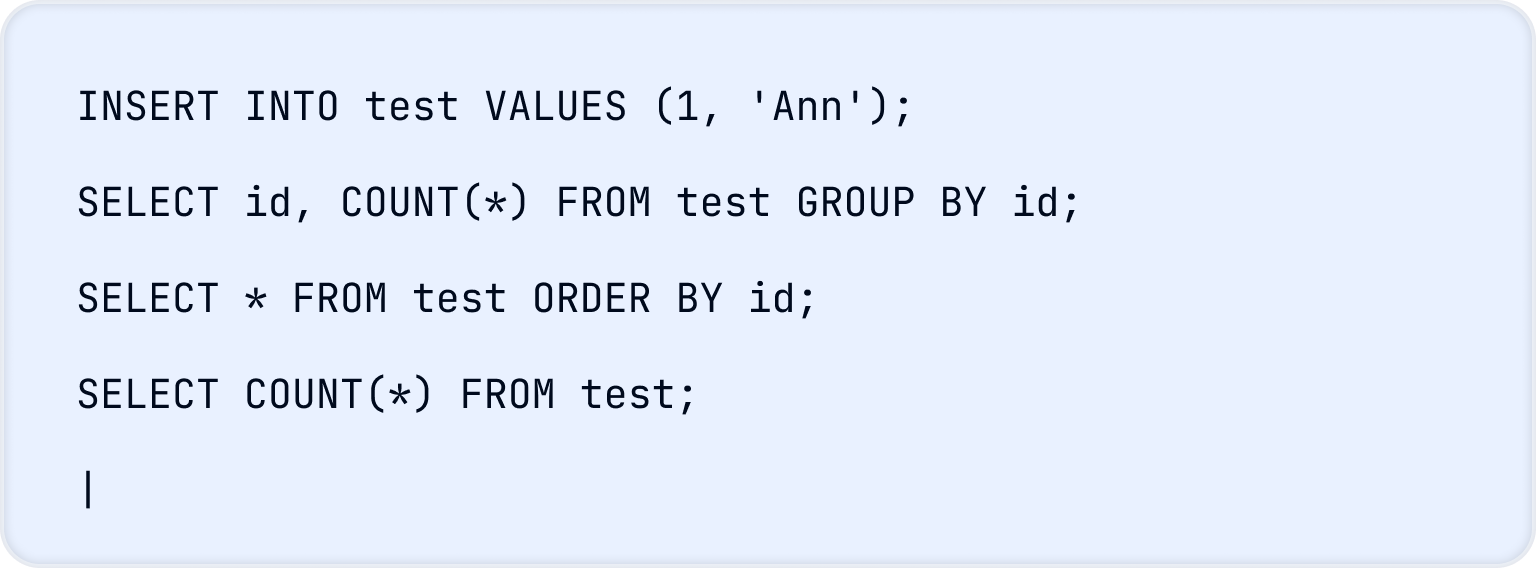 INSERT INTO test VALUES (1, 'Ann');
SELECT id, COUNT(*) FROM test GROUP BY id;
SELECT * FROM test ORDER BY id;
SELECT COUNT(*) FROM test;